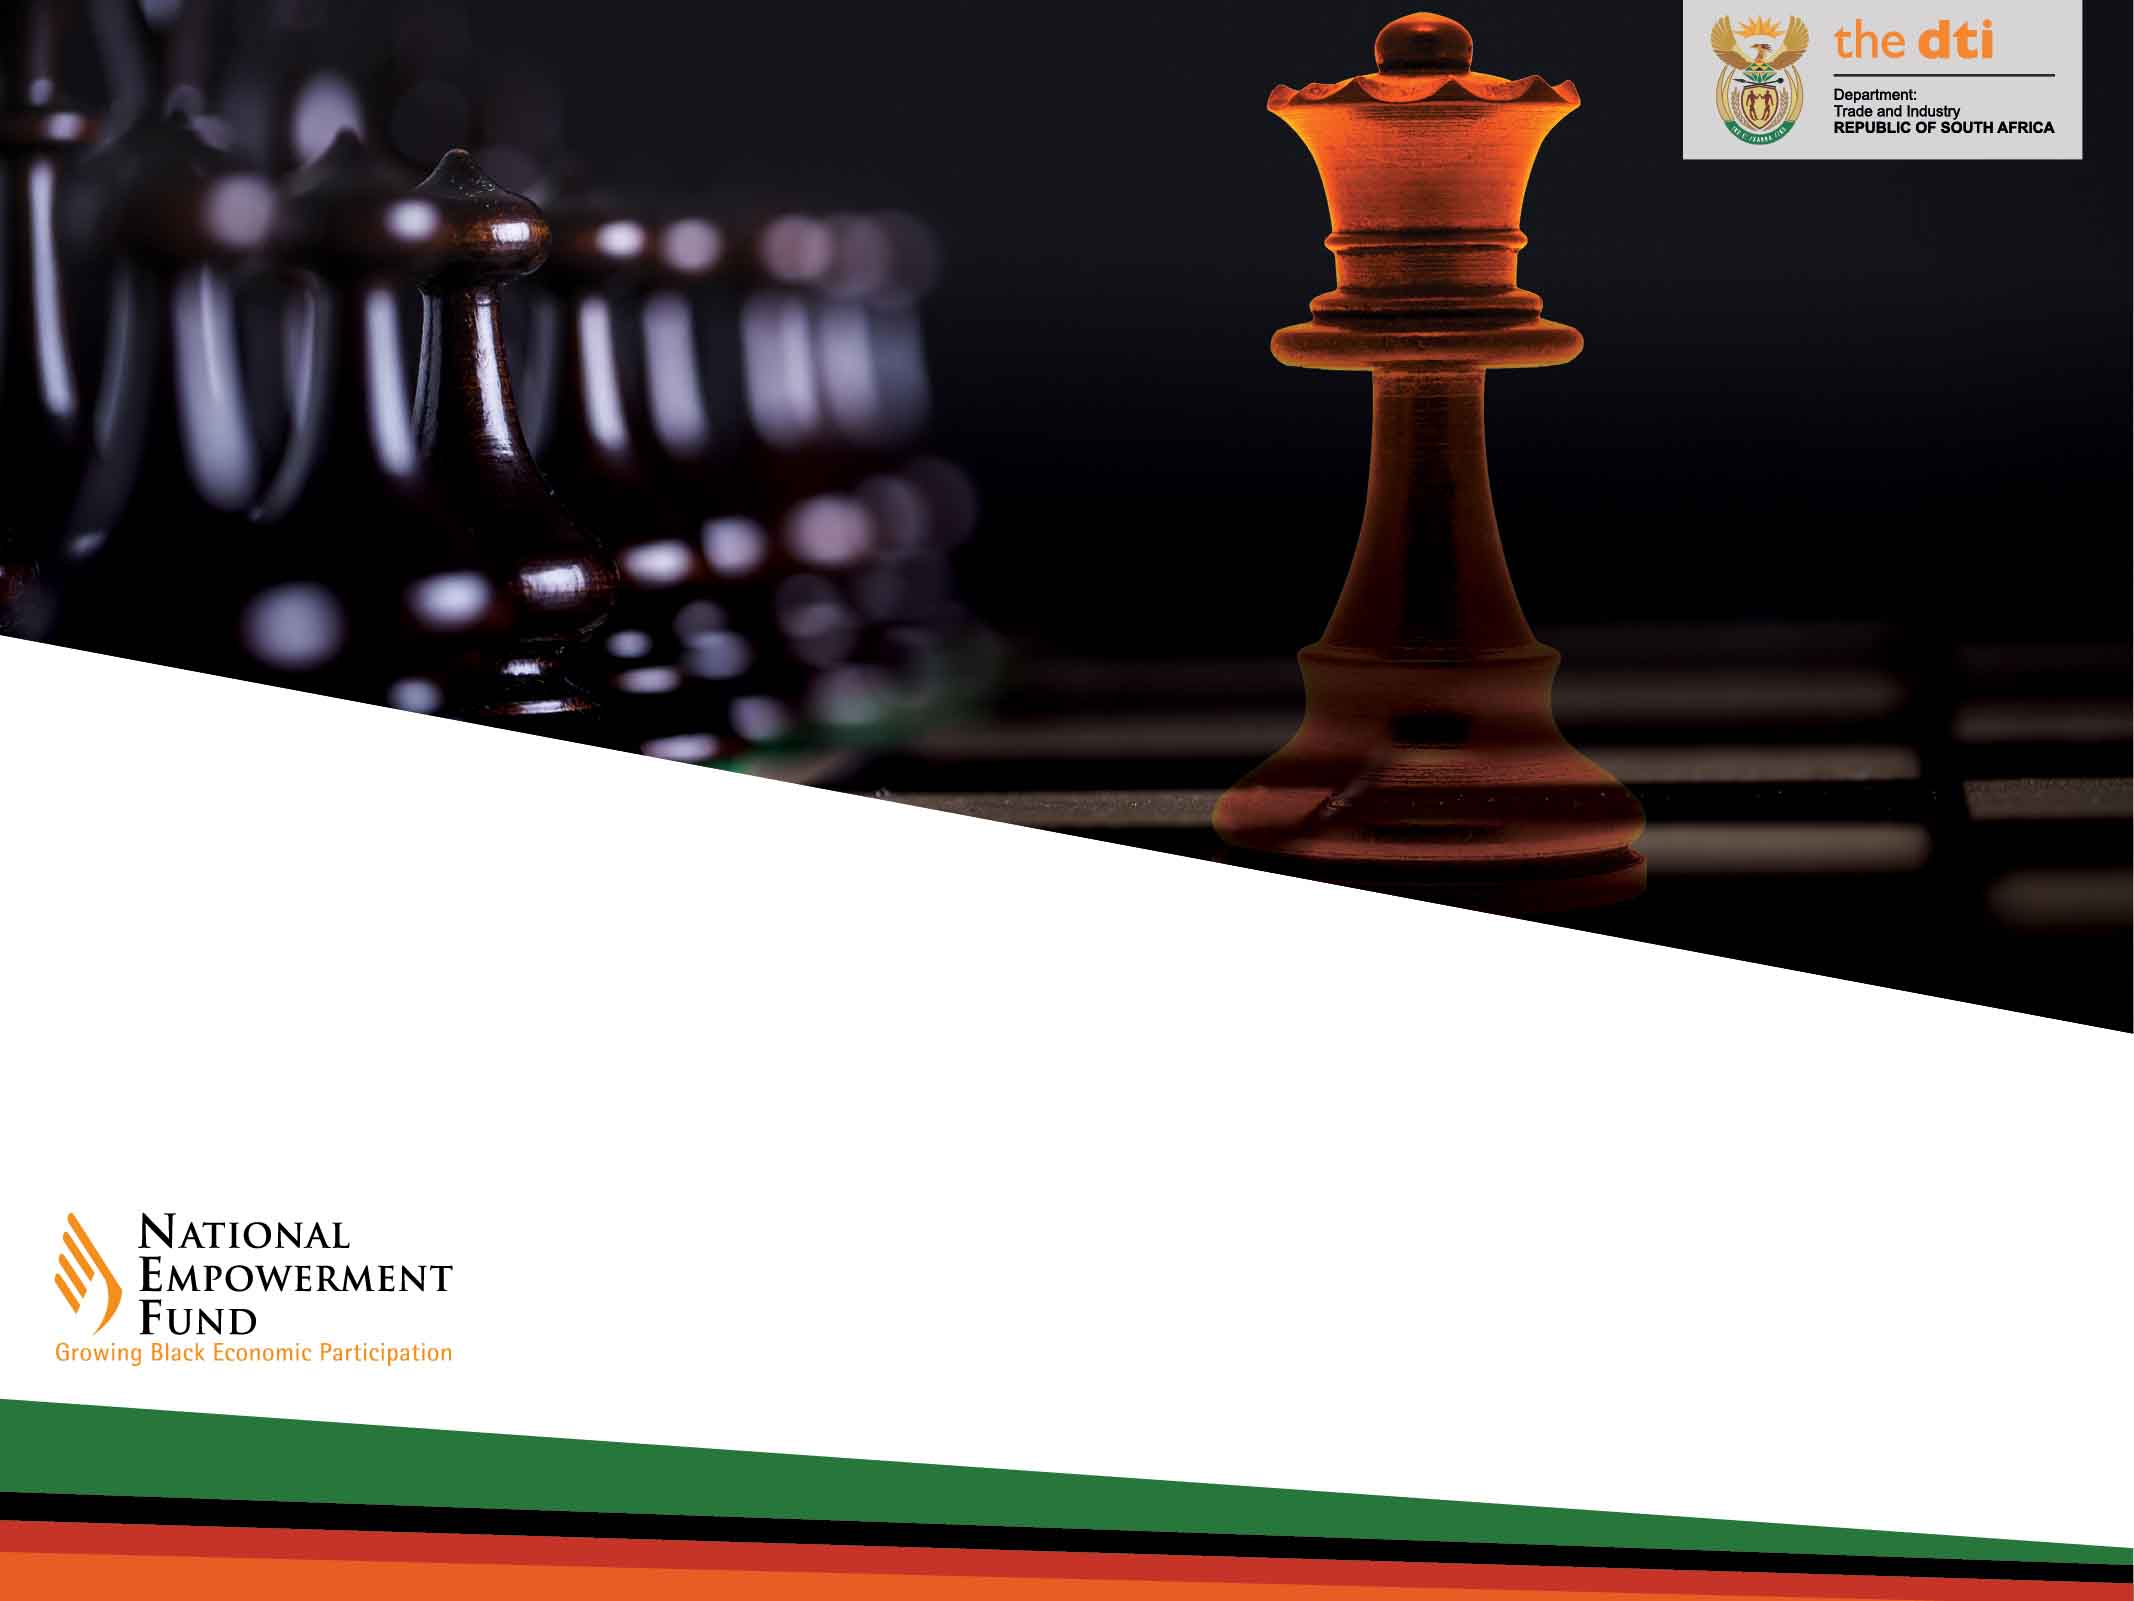 the dti
Department:
Trade and Industry
REPUBLIC OF SOUTH AFRICA
NATIONAL
EMPOWERMENT
FUND
Growing Black Economic Participation